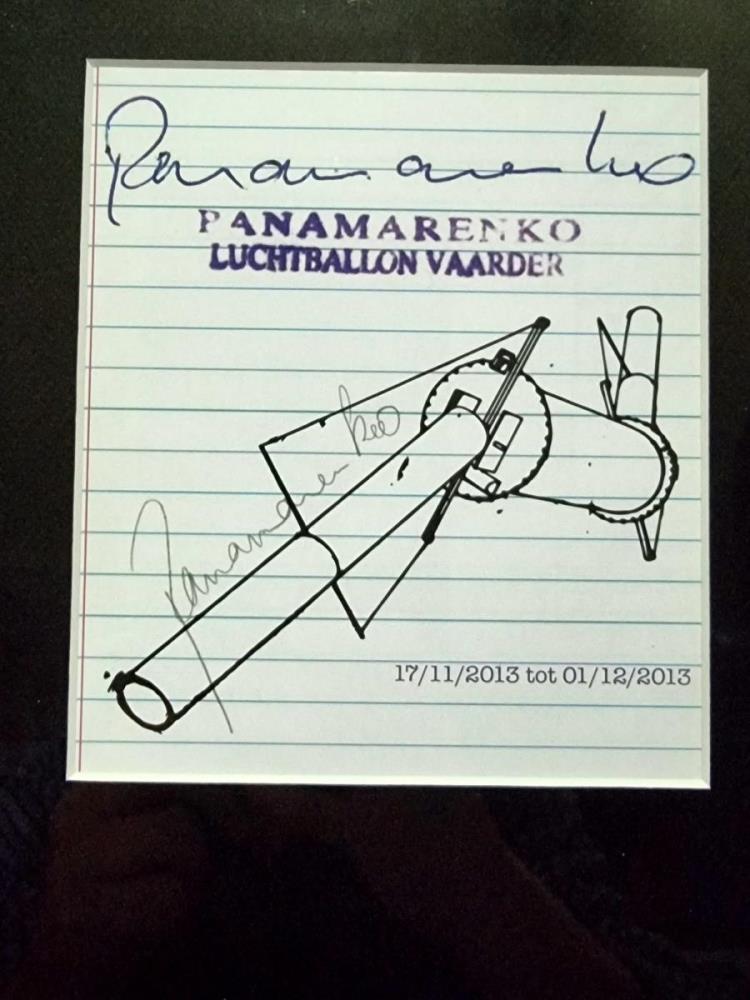 Panamarenko
PANAMARENKO
LUCHTBALLON VAARDER
Panamarenko
17/11/2013 tot 01/12/2013